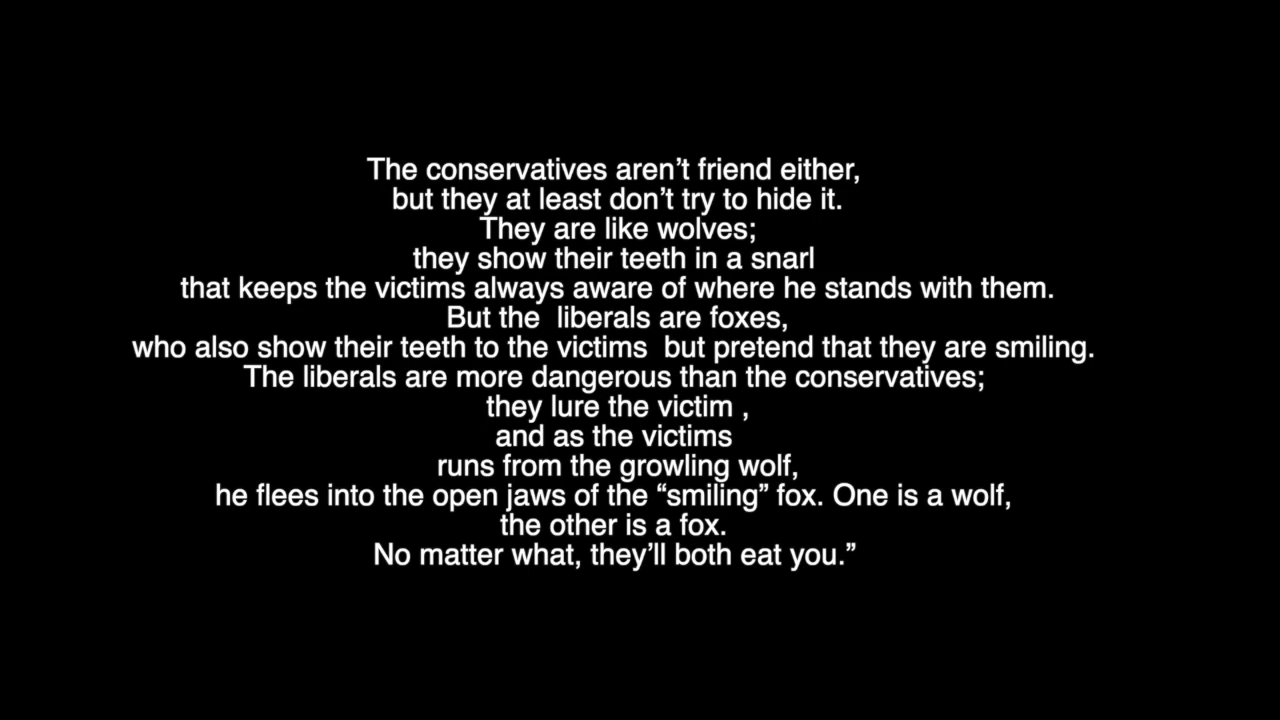 The conservatives aren’t friend either,
but they at least don’t try to hide it.
They are like wolves;
they show their teeth in a snarl
that keeps the victims always aware of where he stands with them.
But the  liberals are foxes,
who also show their teeth to the victims  but pretend that they are smiling.
The liberals are more dangerous than the conservatives;
they lure the victim ,
and as the victims
runs from the growling wolf,
he flees into the open jaws of the “smiling” fox. One is a wolf,
the other is a fox.
No matter what, they’ll both eat you.”